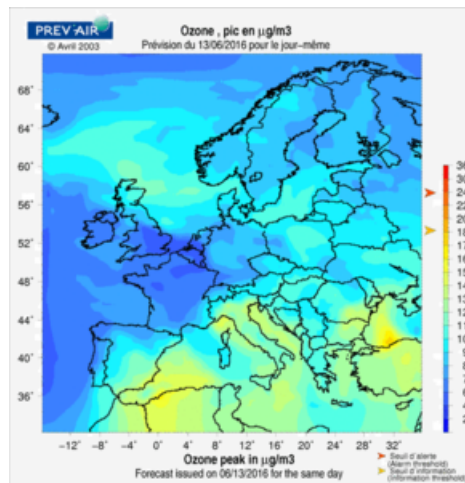 PREV'AIR
© Avril 2003
Ozone , pic en µg/m3
Prévision du 13/06/2016 pour le jour–même
68°
64°
60°
56°
52°
48°
44°
40°
36°
−12° −8° −4° 0° 4° 8° 12° 16° 20° 24° 28° 32°
Ozone peak in µg/m3
Forecast issued on 06/13/2016 for the same day
Seuil d'alerte
(Alarm threshold)
Seuil d'information
(Information threshold)